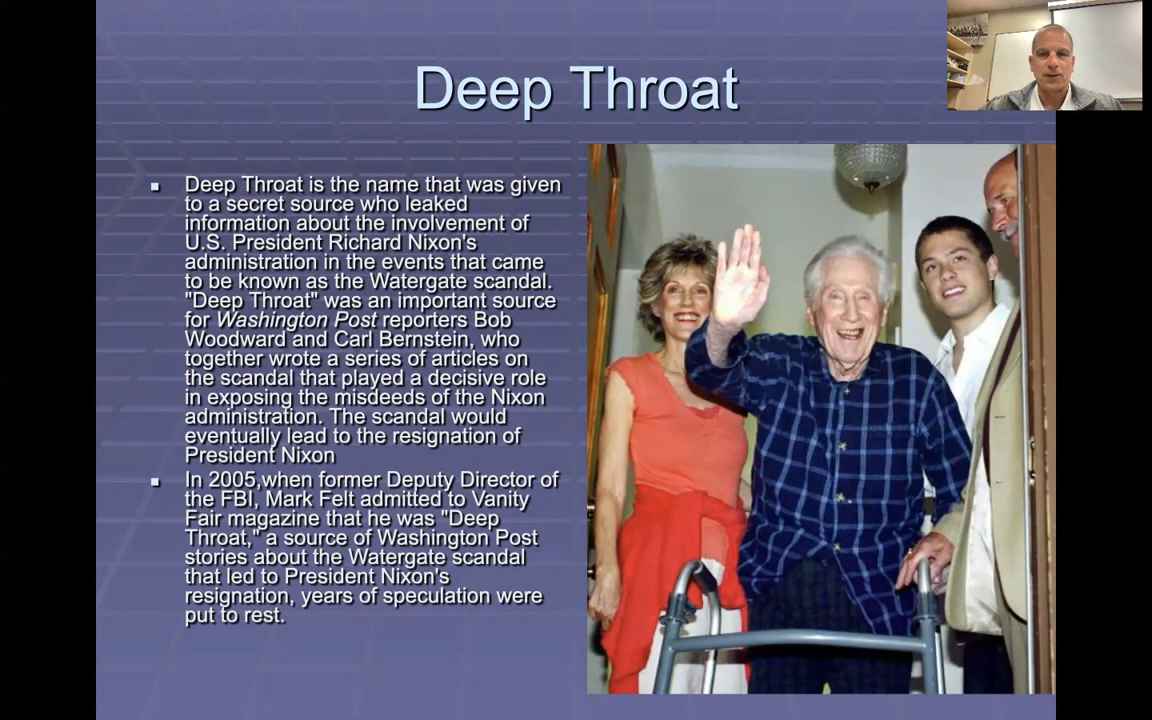 Deep Throat
Deep Throat is the name that was given
to a secret source who leaked
information about the involvement of
U.S. President Richard Nixon's
administration in the events that came
to be known as the Watergate scandal.
"Deep Throat" was an important source
for Washington Post reporters Bob
Woodward and Carl Bernstein, who
together wrote a series of articles on
the scandal that played a decisive role
in exposing the misdeeds of the Nixon
administration. The scandal would
eventually lead to the resignation of
President Nixon
In 2005,when former Deputy Director of
the FBI, Mark Felt admitted to Vanity
Fair magazine that he was "Deep
Throat," a source of Washington Post
stories about the Watergate scandal
that led to President Nixon's
resignation, years of speculation were
put to rest.